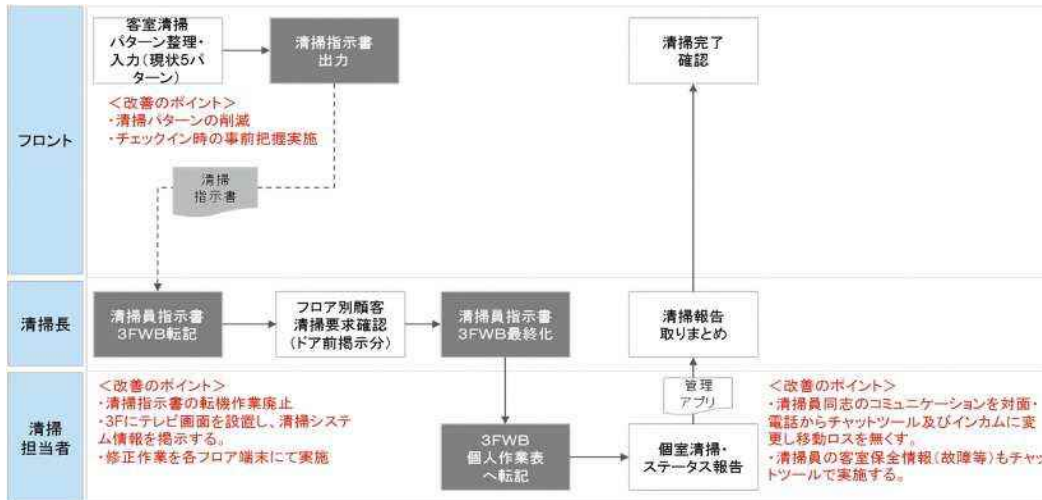 フロント
客室清掃
パターン整理・
入力(現状5パ
ターン)
清掃指示書
出力
清掃完了
確認
<改善のポイント>
・清掃パターンの削減
・チェックイン時の事前把握実施
清掃
指示書
清掃長
清掃員指示書
3FWB転記
フロア別顧客
清掃要求確認
(ドア前掲示分)
清掃員指示書
3FWB最終化
清掃報告
取りまとめ
清掃
担当者
<改善のポイント>
・清掃指示書の転機作業廃止
・3Fにテレビ画面を設置し、清掃システ
ム情報を掲示する。
・修正作業を各フロア端末にて実施
3FWB
個人作業表
へ転記
管理
アプリ
個室清掃・
ステータス報告
<改善のポイント>
・清掃員同志のコミュニケーションを対面・
電話からチャットツール及びインカムに変
更し移動ロスを無くす。
・清掃員の客室保全情報(故障等)もチャッ
トツールで実施する。